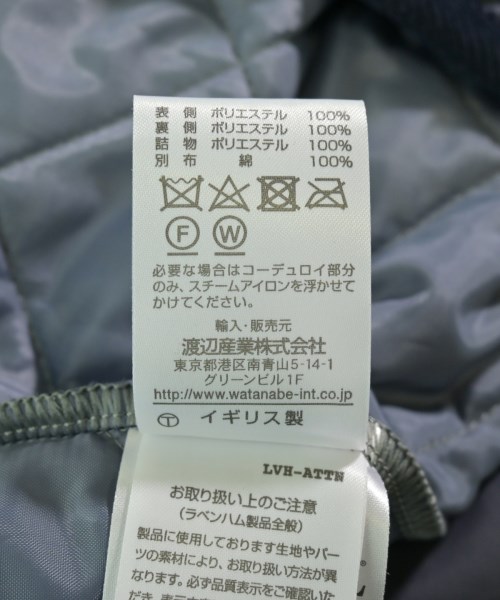 表側 ポリエステル 100%
裏側 ポリエステル 100%
詰物 ポリエステル 100%
別布 綿 100%
F W
必要な場合はコーデュロイ部分
のみ、スチームアイロンを浮かせて
かけてください。
輸入・販売元
渡辺産業株式会社
東京都港区南青山5-14-1
グリーンビル1F
http://www.watanabe-int.co.jp
T イギリス製
LVH-ATTN
お取り扱い上のご注意
(ラベンハム製品全般)
製品に使用しております生地やパー
ツの素材により、お取り扱い方法が異
なります。必ず品質表示をご確認いた